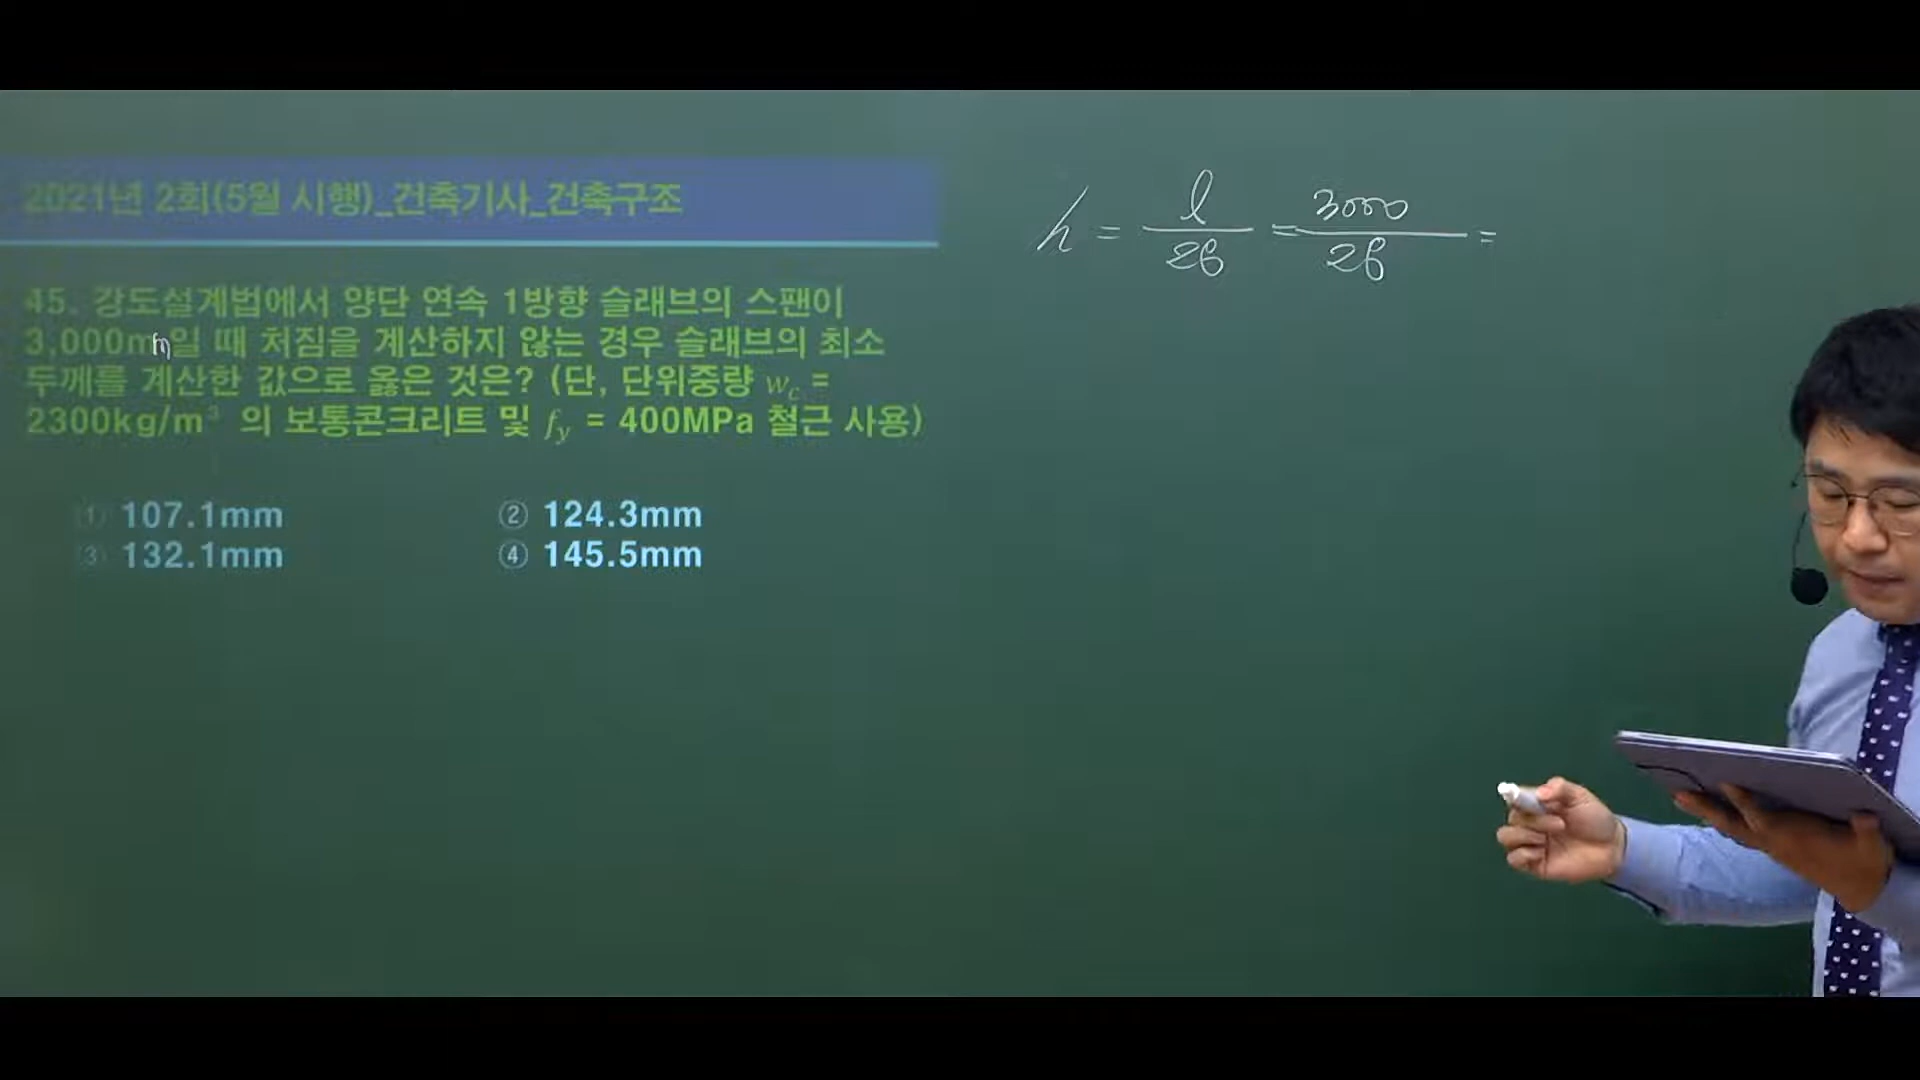 2021년 2회(5월 시행)_건축기사_건축구조
45. 강도설계법에서 양단 연속 1방향 슬래브의 스팬이
3,000mm일 때 처짐을 계산하지 않는 경우 슬래브의 최소
두께를 계산한 값으로 옳은 것은? (단, 단위중량 w_c =
2300kg/m³ 의 보통콘크리트 및 f_y = 400MPa 철근 사용)
① 107.1mm ② 124.3mm
③ 132.1mm ④ 145.5mm
h = l/28 = 3000/28 =